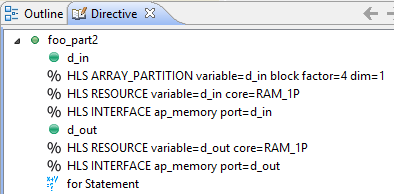 Outline Directive
foo_part2
d_in
% HLS ARRAY_PARTITION variable=d_in block factor=4 dim=1
% HLS RESOURCE variable=d_in core=RAM_1P
% HLS INTERFACE ap_memory port=d_in
d_out
% HLS RESOURCE variable=d_out core=RAM_1P
% HLS INTERFACE ap_memory port=d_out
for Statement